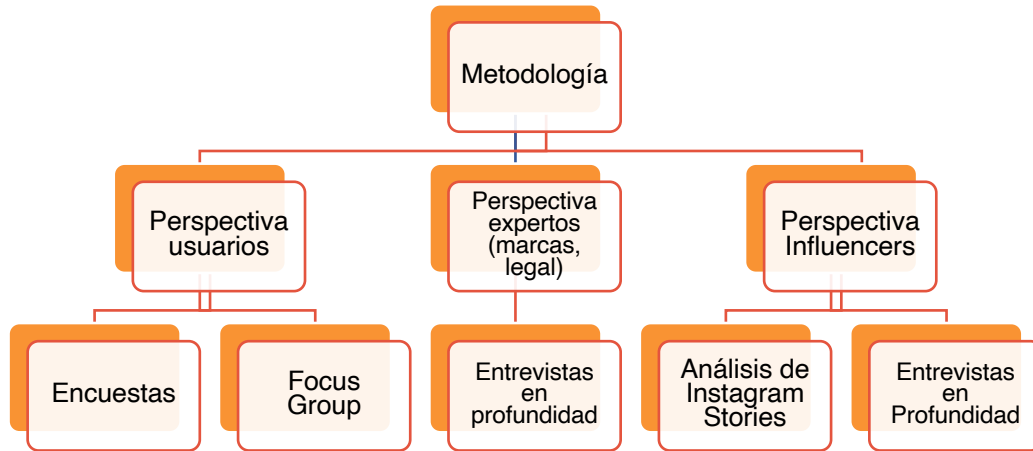 Metodología
Perspectiva
usuarios
Perspectiva
expertos
(marcas,
legal)
Perspectiva
Influencers
Encuestas
Focus
Group
Entrevistas en
profundidad
Análisis de
Instagram
Stories
Entrevistas
en
Profundidad